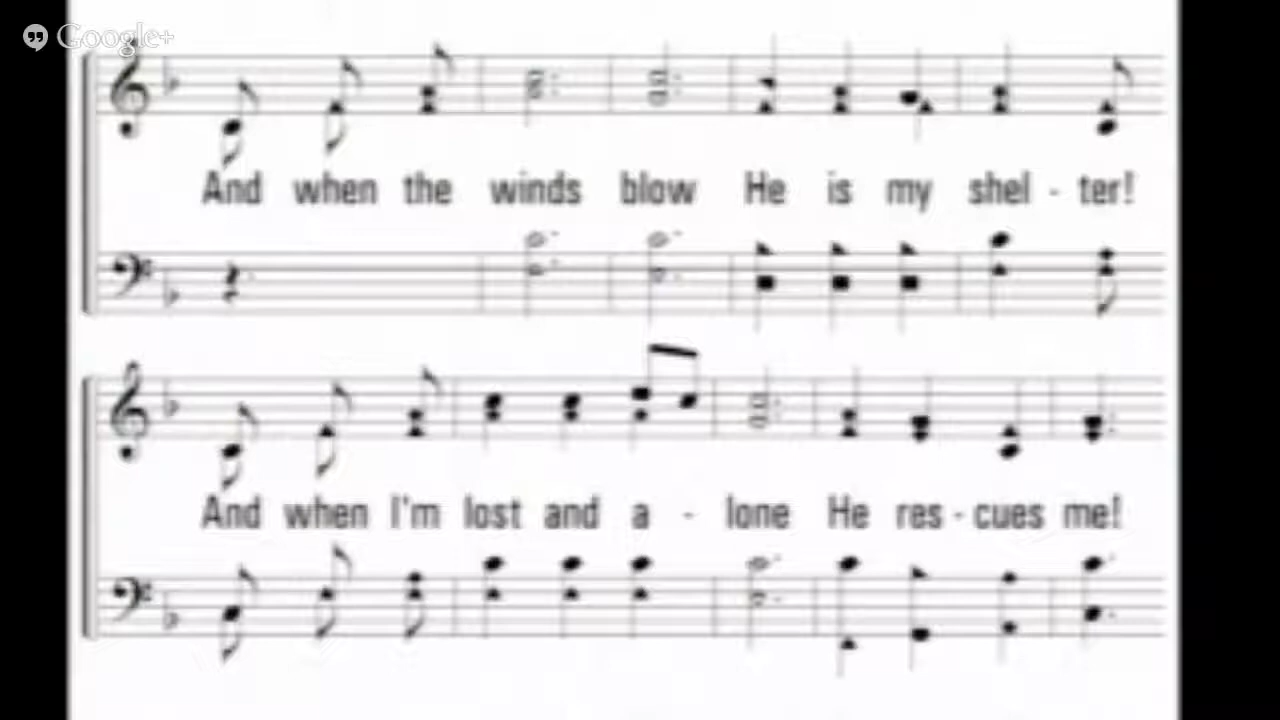 Google+
And when the winds blow He is my shel - ter!
And when I'm lost and a - lone He res - cues me!